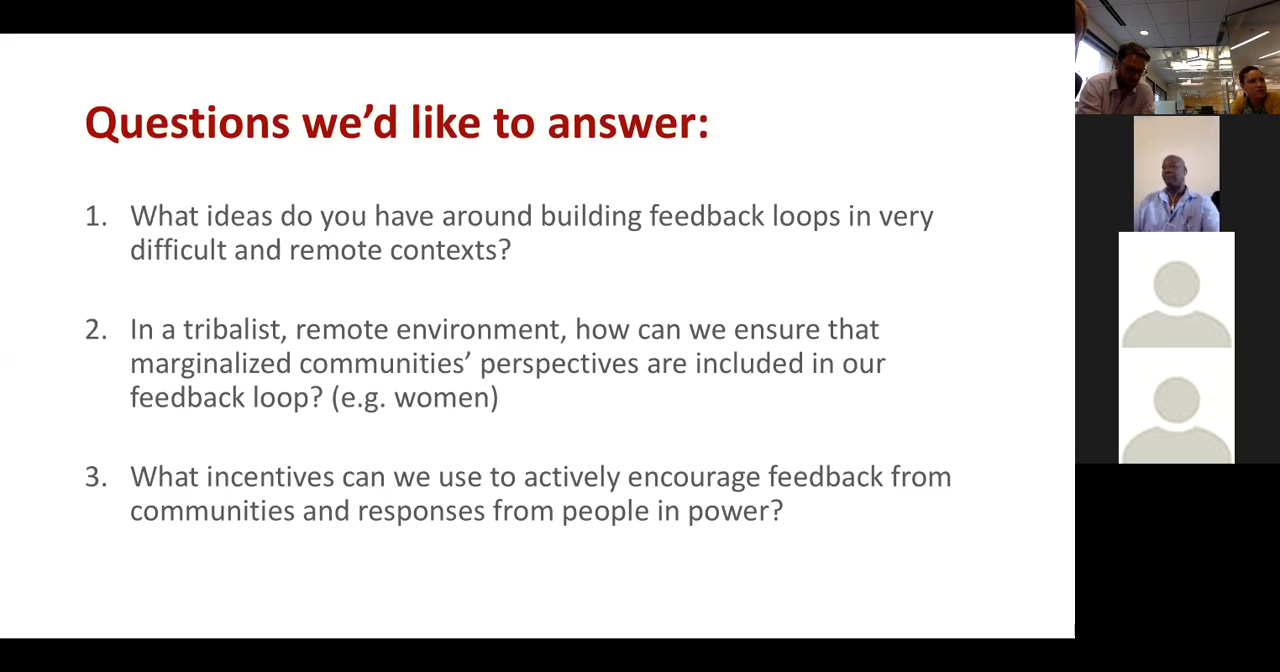 Questions we’d like to answer:
1. What ideas do you have around building feedback loops in very
difficult and remote contexts?
2. In a tribalist, remote environment, how can we ensure that
marginalized communities’ perspectives are included in our
feedback loop? (e.g. women)
3. What incentives can we use to actively encourage feedback from
communities and responses from people in power?